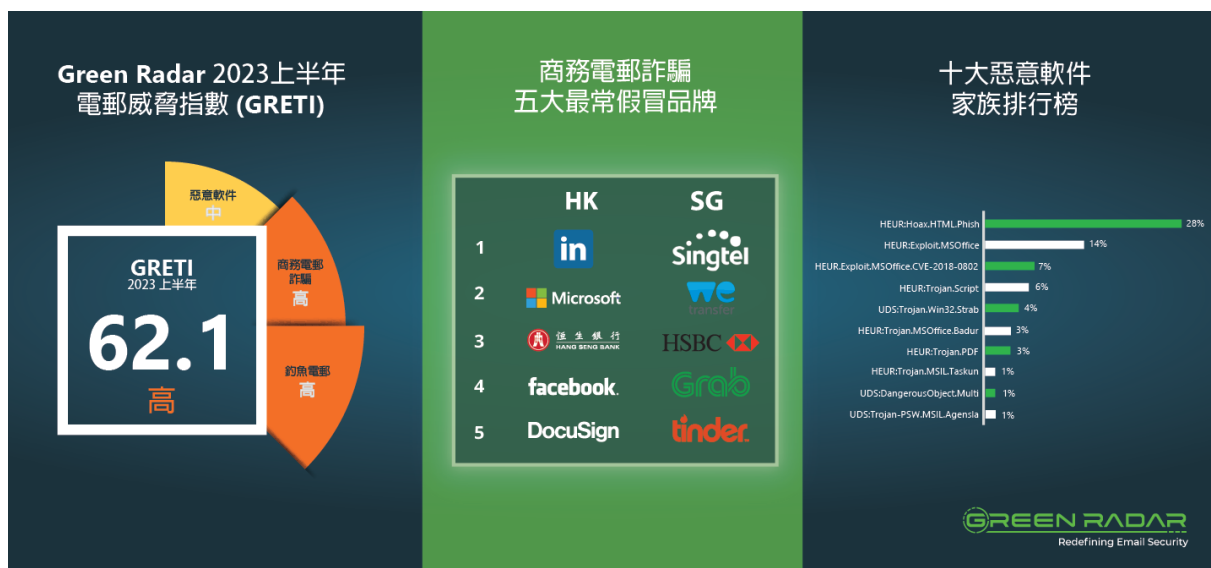 Green Radar 2023上半年
電郵威脅指數 (GRETI)
惡意軟件
中
商務電郵
詐騙
高
釣魚電郵
高
GRETI
2023 上半年
62.1
高
商務電郵詐騙
五大最常假冒品牌
HK SG
1 in Singtel
2 Microsoft we transfer
3 恒生銀行 HANG SENG BANK HSBC
4 facebook. Grab
5 DocuSign tinder.
十大惡意軟件
家族排行榜
HEUR:Hoax.HTML.Phish 28%
HEUR:Exploit.MSOffice 14%
HEUR.Exploit.MSOffice.CVE-2018-0802 7%
HEUR:Trojan.Script 6%
UDS:Trojan.Win32.Strab 4%
HEUR:Trojan.MSOffice.Badur 3%
HEUR:Trojan.PDF 3%
HEUR:Trojan.MSIL.Taskun 1%
UDS:DangerousObject.Multi 1%
UDS:Trojan-PSW.MSIL.Agensla 1%
GREEN RADAR
Redefining Email Security